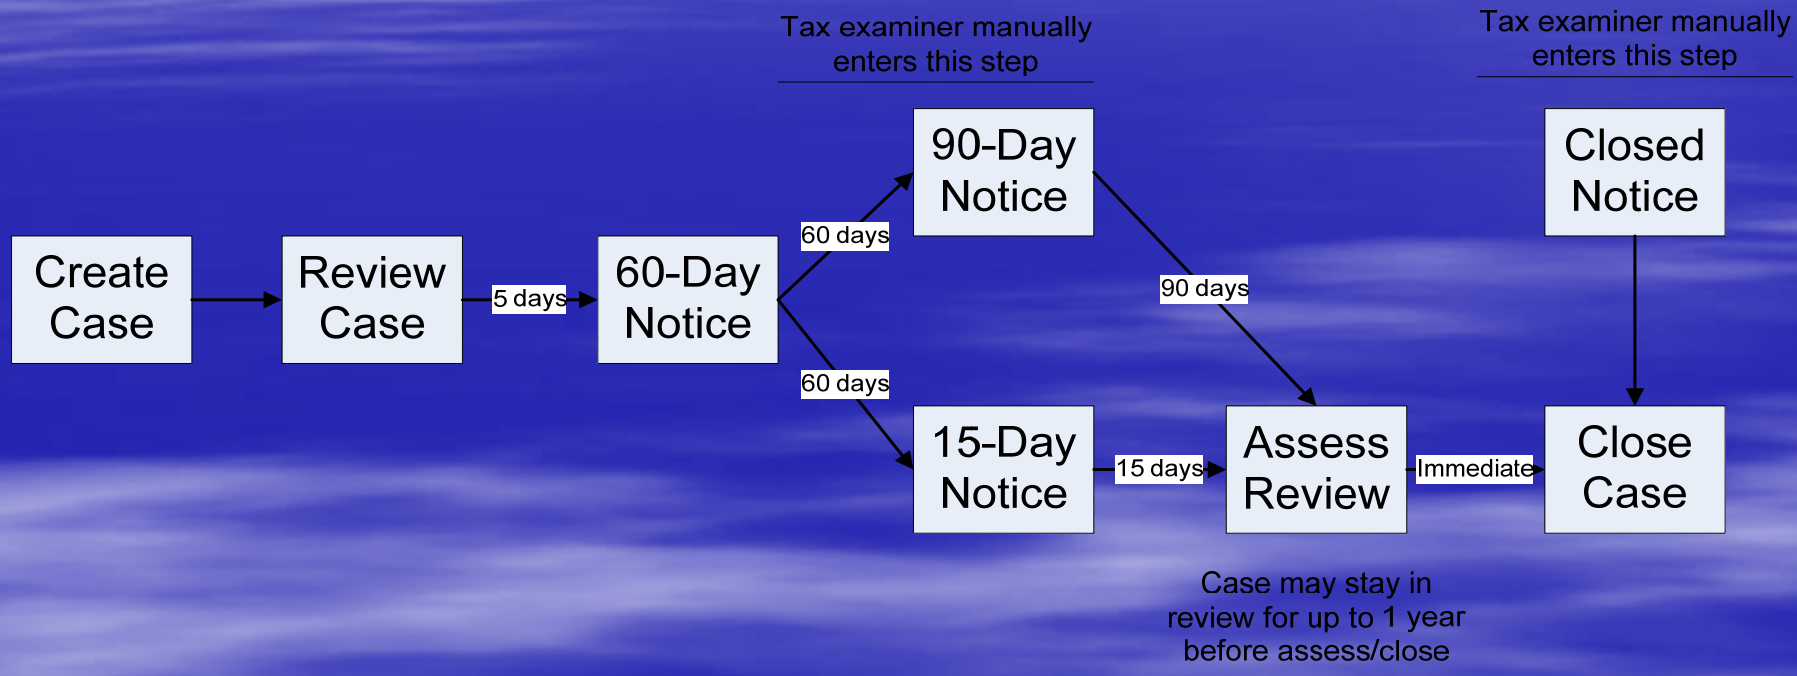 Tax examiner manually
enters this step
Tax examiner manually
enters this step
Create
Case
Review
Case
5 days
60-Day
Notice
60 days
60 days
90-Day
Notice
15-Day
Notice
90 days
15 days
Assess
Review
Immediate
Closed
Notice
Close
Case
Case may stay in
review for up to 1 year
before assess/close